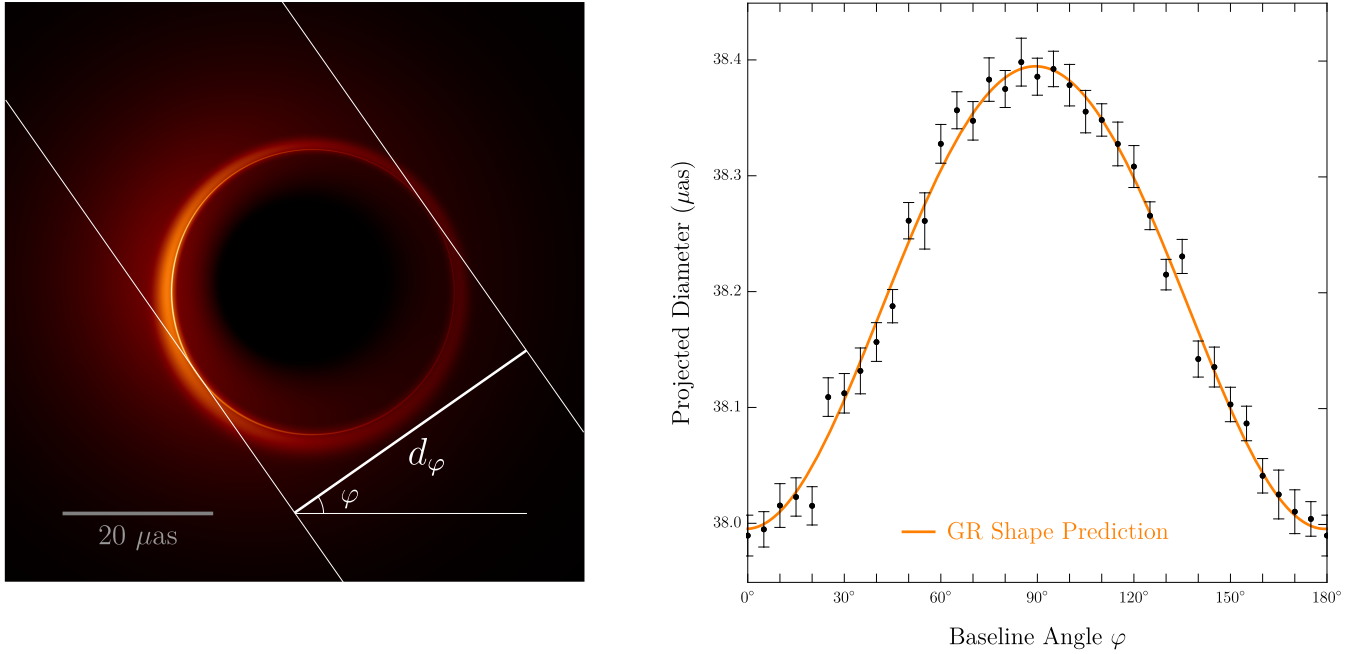 d_φ
φ
20 μas
Projected Diameter (μas)
38.4
38.3
38.2
38.1
38.0
GR Shape Prediction
0° 30° 60° 90° 120° 150° 180°
Baseline Angle φ